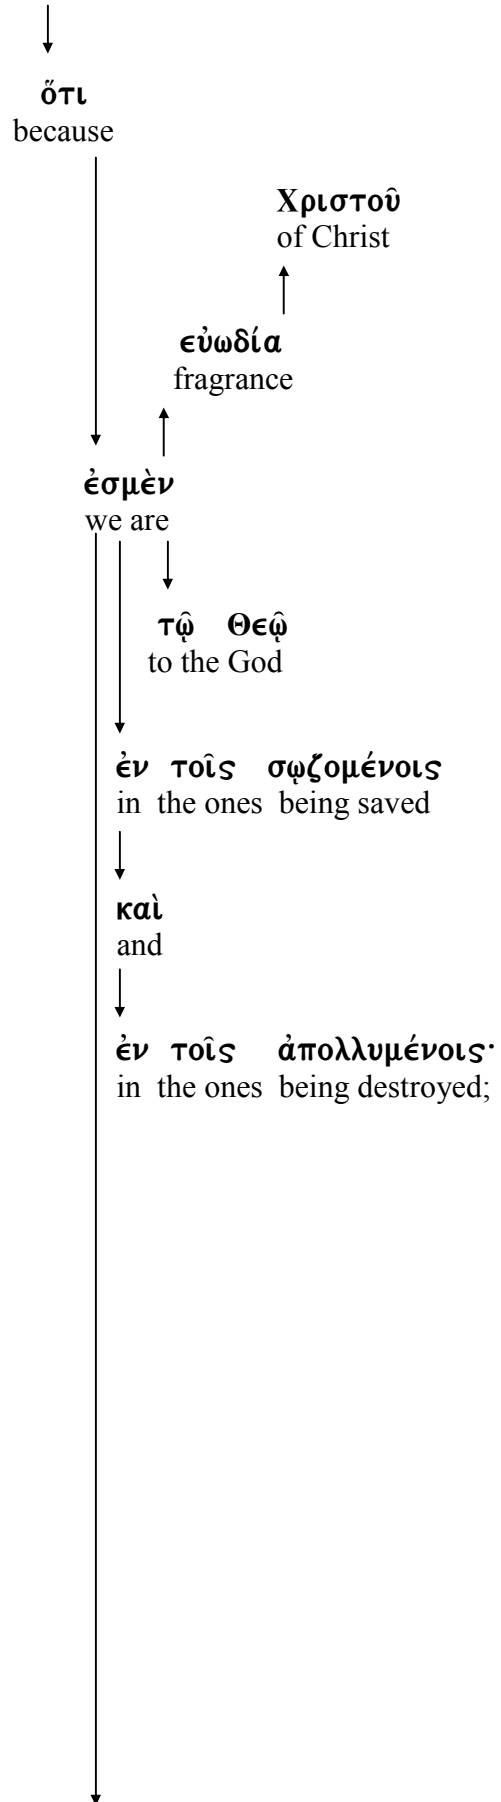 ὅτι
because
Χριστοῦ
of Christ
εὐωδία
fragrance
ἐσμὲν
we are
τῷ Θεῷ
to the God
ἐν τοῖς σῳζομένοις
in the ones being saved
καὶ
and
ἐν τοῖς ἀπολλυμένοις·
in the ones being destroyed;